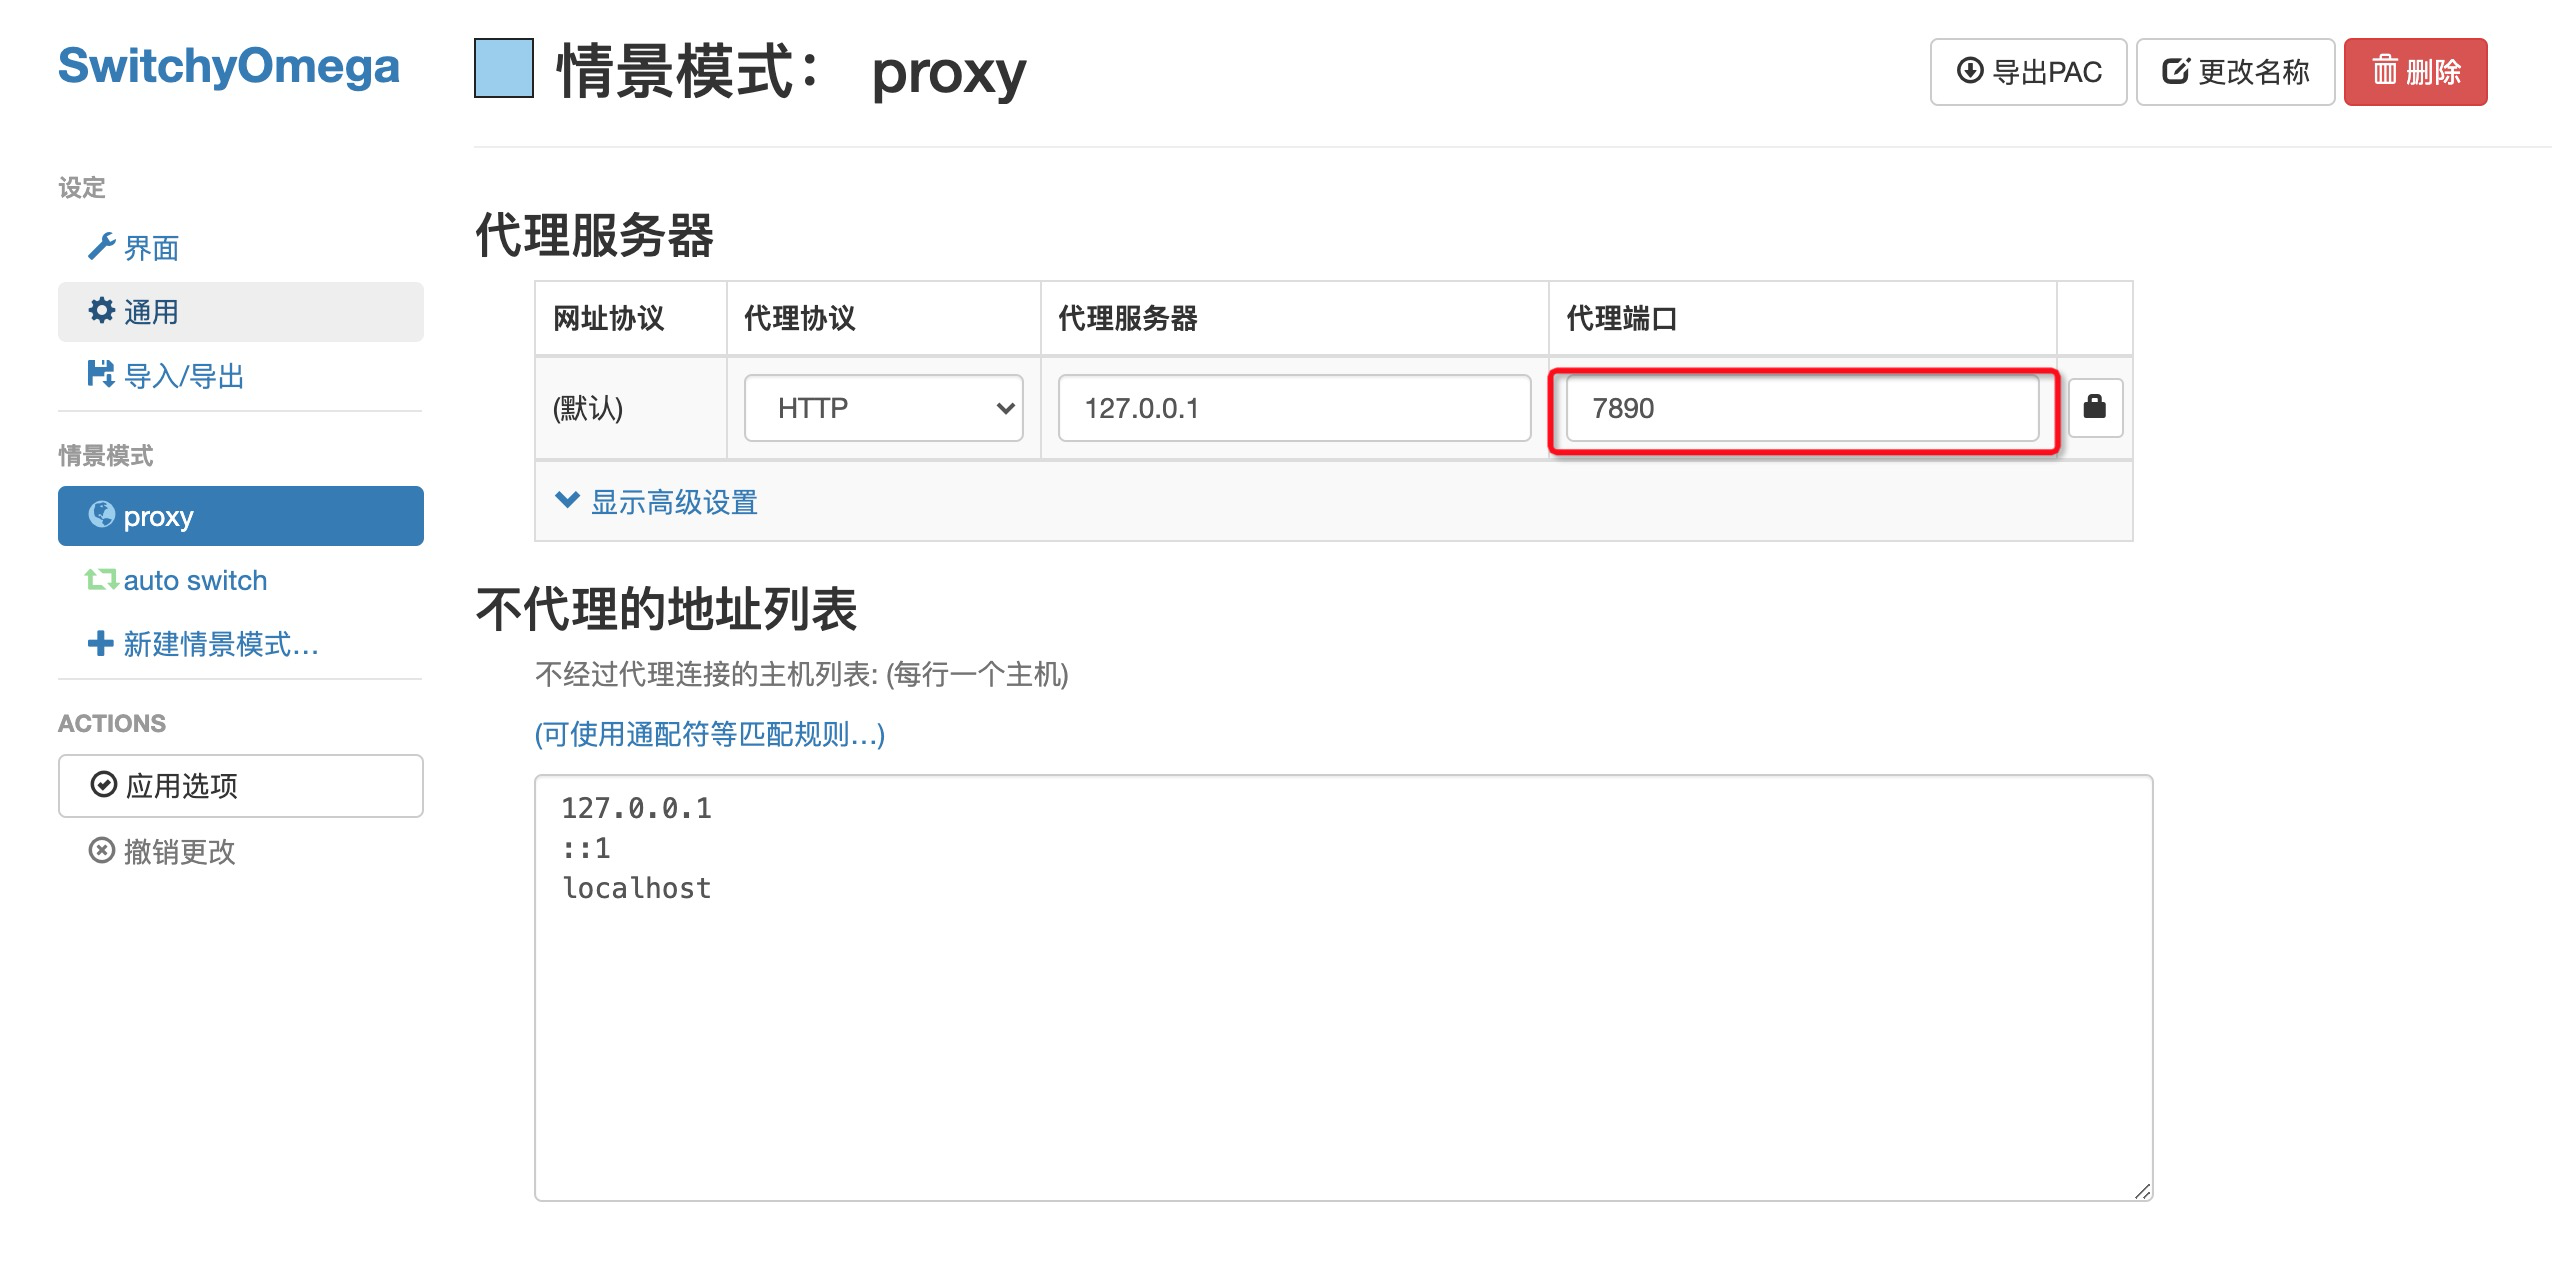 SwitchyOmega
情景模式： proxy
导出PAC
更改名称
删除
设定
界面
通用
导入/导出
情景模式
proxy
auto switch
新建情景模式...
ACTIONS
应用选项
撤销更改
代理服务器
网址协议 代理协议 代理服务器 代理端口
(默认) HTTP 127.0.0.1 7890
显示高级设置
不代理的地址列表
不经过代理连接的主机列表: (每行一个主机)
(可使用通配符等匹配规则...)
127.0.0.1
::1
localhost